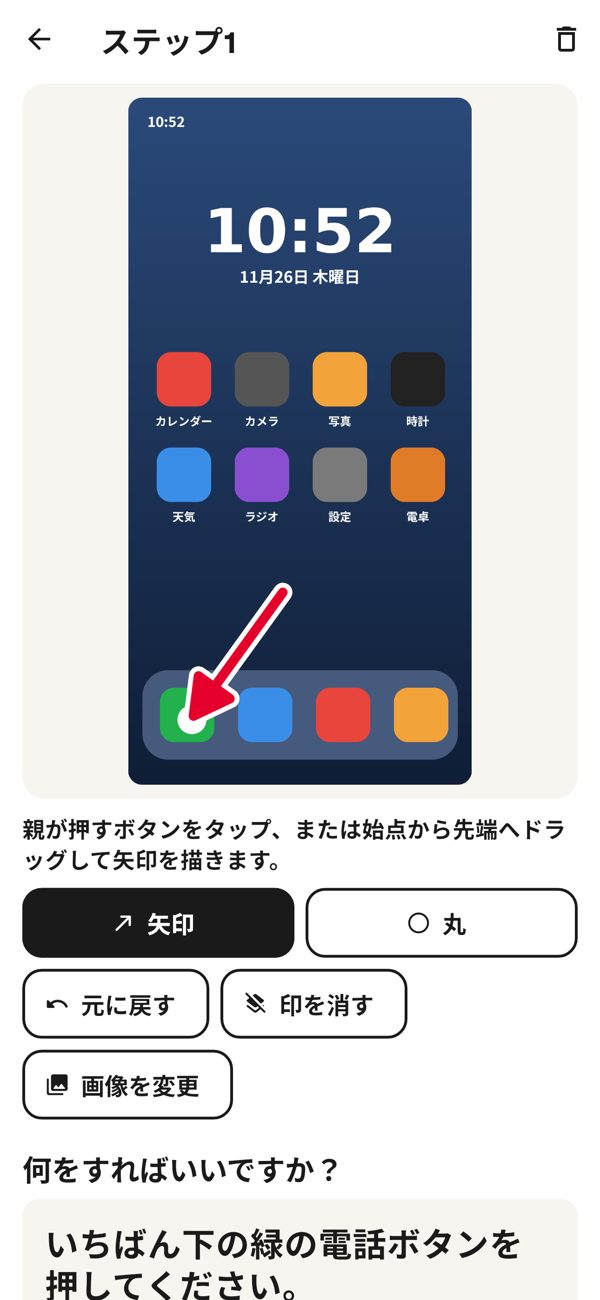 ステップ1
10:52
10:52
11月26日 木曜日
カレンダー
カメラ
写真
時計
天気
ラジオ
設定
電卓
親が押すボタンをタップ、または始点から先端へドラ
ッグして矢印を描きます。
矢印
丸
元に戻す
印を消す
画像を変更
何をすればいいですか？
いちばん下の緑の電話ボタンを
押してください。